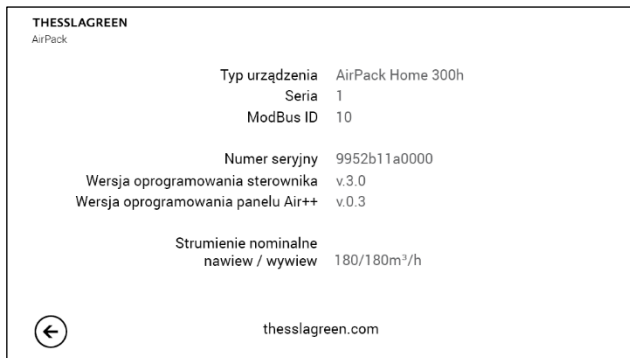 THESSLAGREEN
AirPack
Typ urządzenia AirPack Home 300h
Seria 1
ModBus ID 10
Numer seryjny 9952b11a0000
Wersja oprogramowania sterownika v.3.0
Wersja oprogramowania panelu Air++ v.0.3
Strumienie nominalne
nawiew / wywiew 180/180m³/h
thesslagreen.com